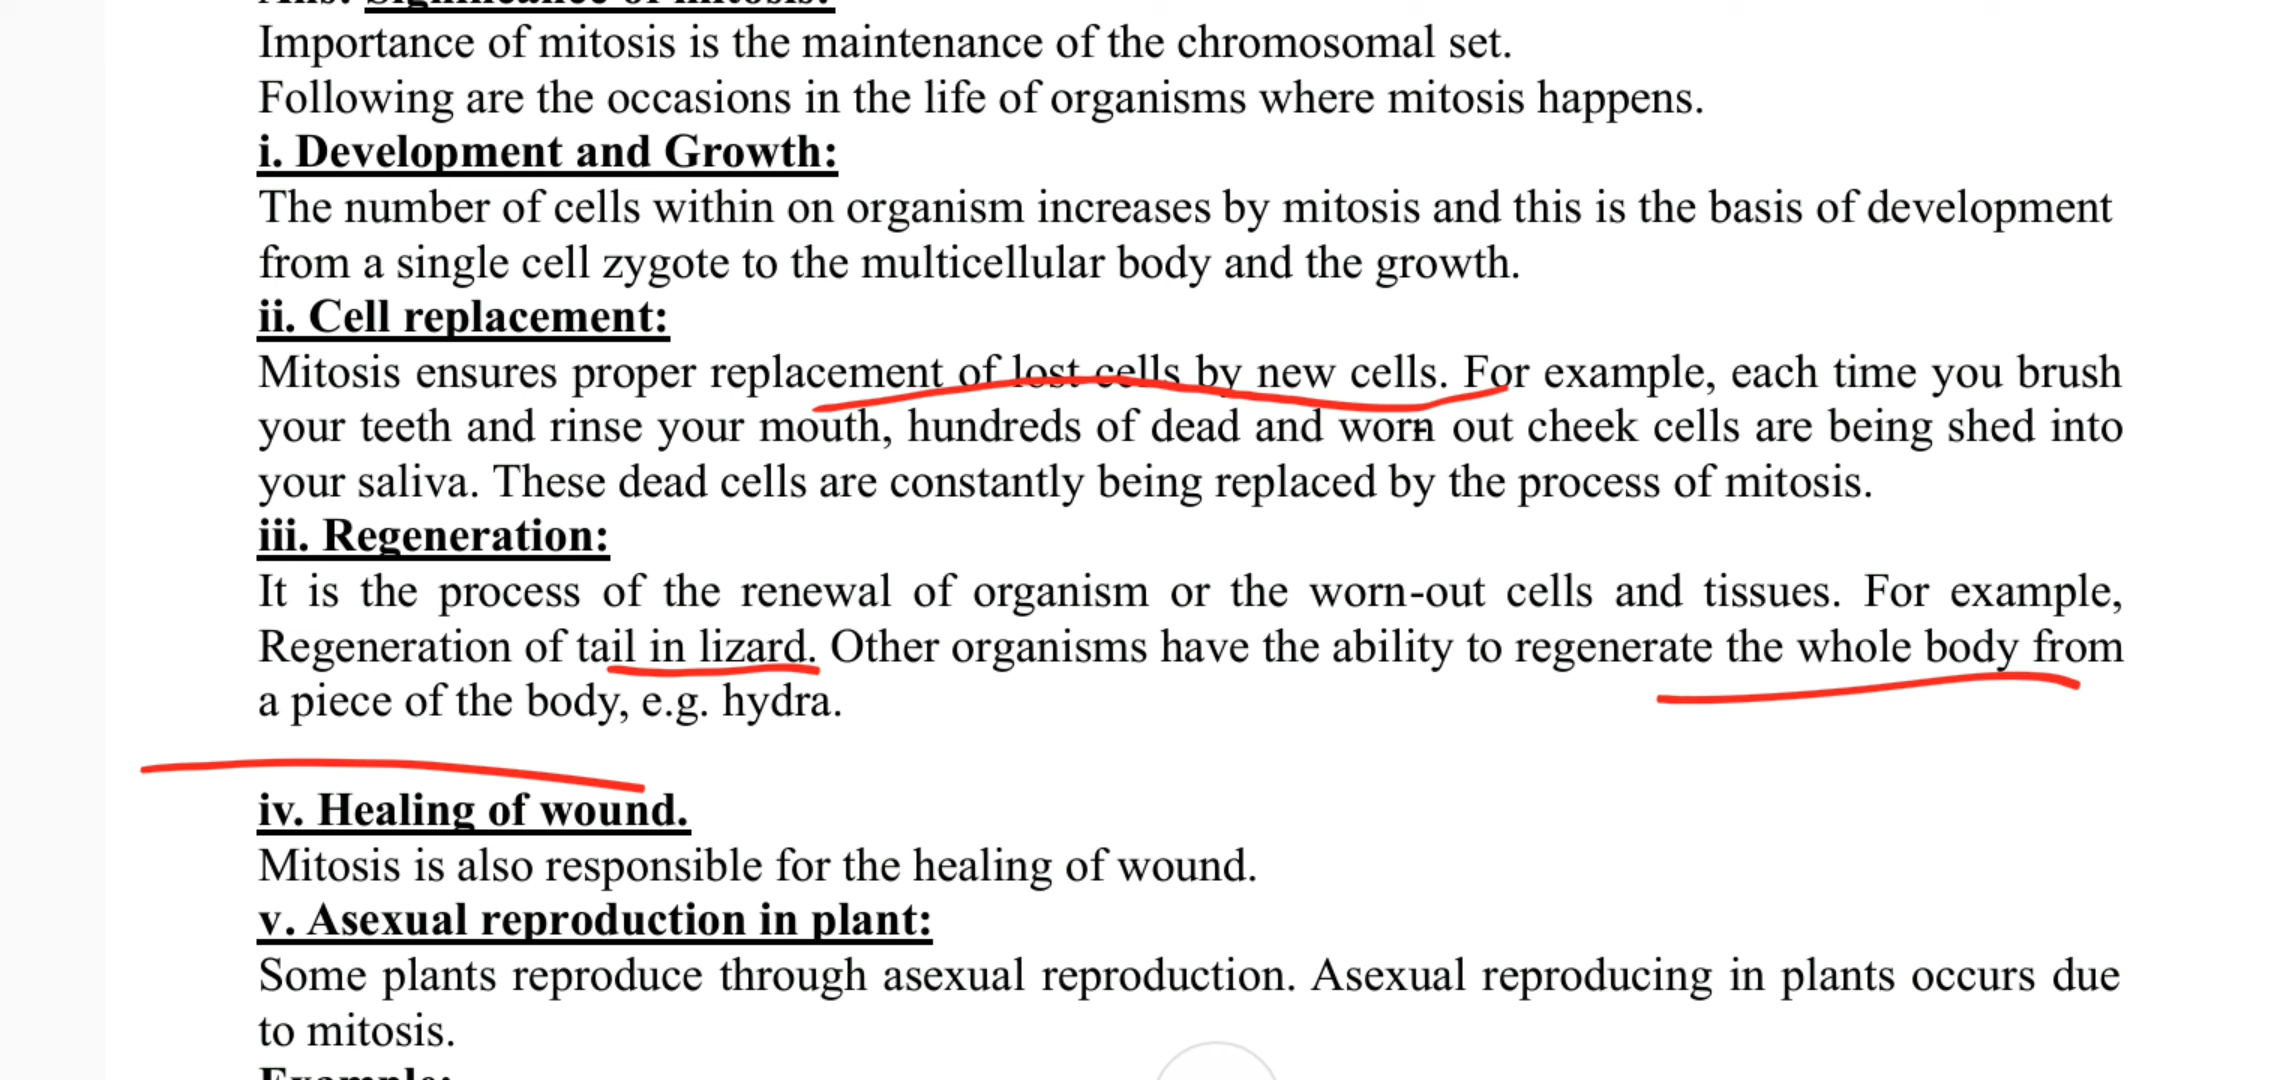 Significance of mitosis:
Importance of mitosis is the maintenance of the chromosomal set.
Following are the occasions in the life of organisms where mitosis happens.
i. Development and Growth:
The number of cells within on organism increases by mitosis and this is the basis of development
from a single cell zygote to the multicellular body and the growth.
ii. Cell replacement:
Mitosis ensures proper replacement of lost cells by new cells. For example, each time you brush
your teeth and rinse your mouth, hundreds of dead and worn out cheek cells are being shed into
your saliva. These dead cells are constantly being replaced by the process of mitosis.
iii. Regeneration:
It is the process of the renewal of organism or the worn-out cells and tissues. For example,
Regeneration of tail in lizard. Other organisms have the ability to regenerate the whole body from
a piece of the body, e.g. hydra.
iv. Healing of wound.
Mitosis is also responsible for the healing of wound.
v. Asexual reproduction in plant:
Some plants reproduce through asexual reproduction. Asexual reproducing in plants occurs due
to mitosis.
Example: